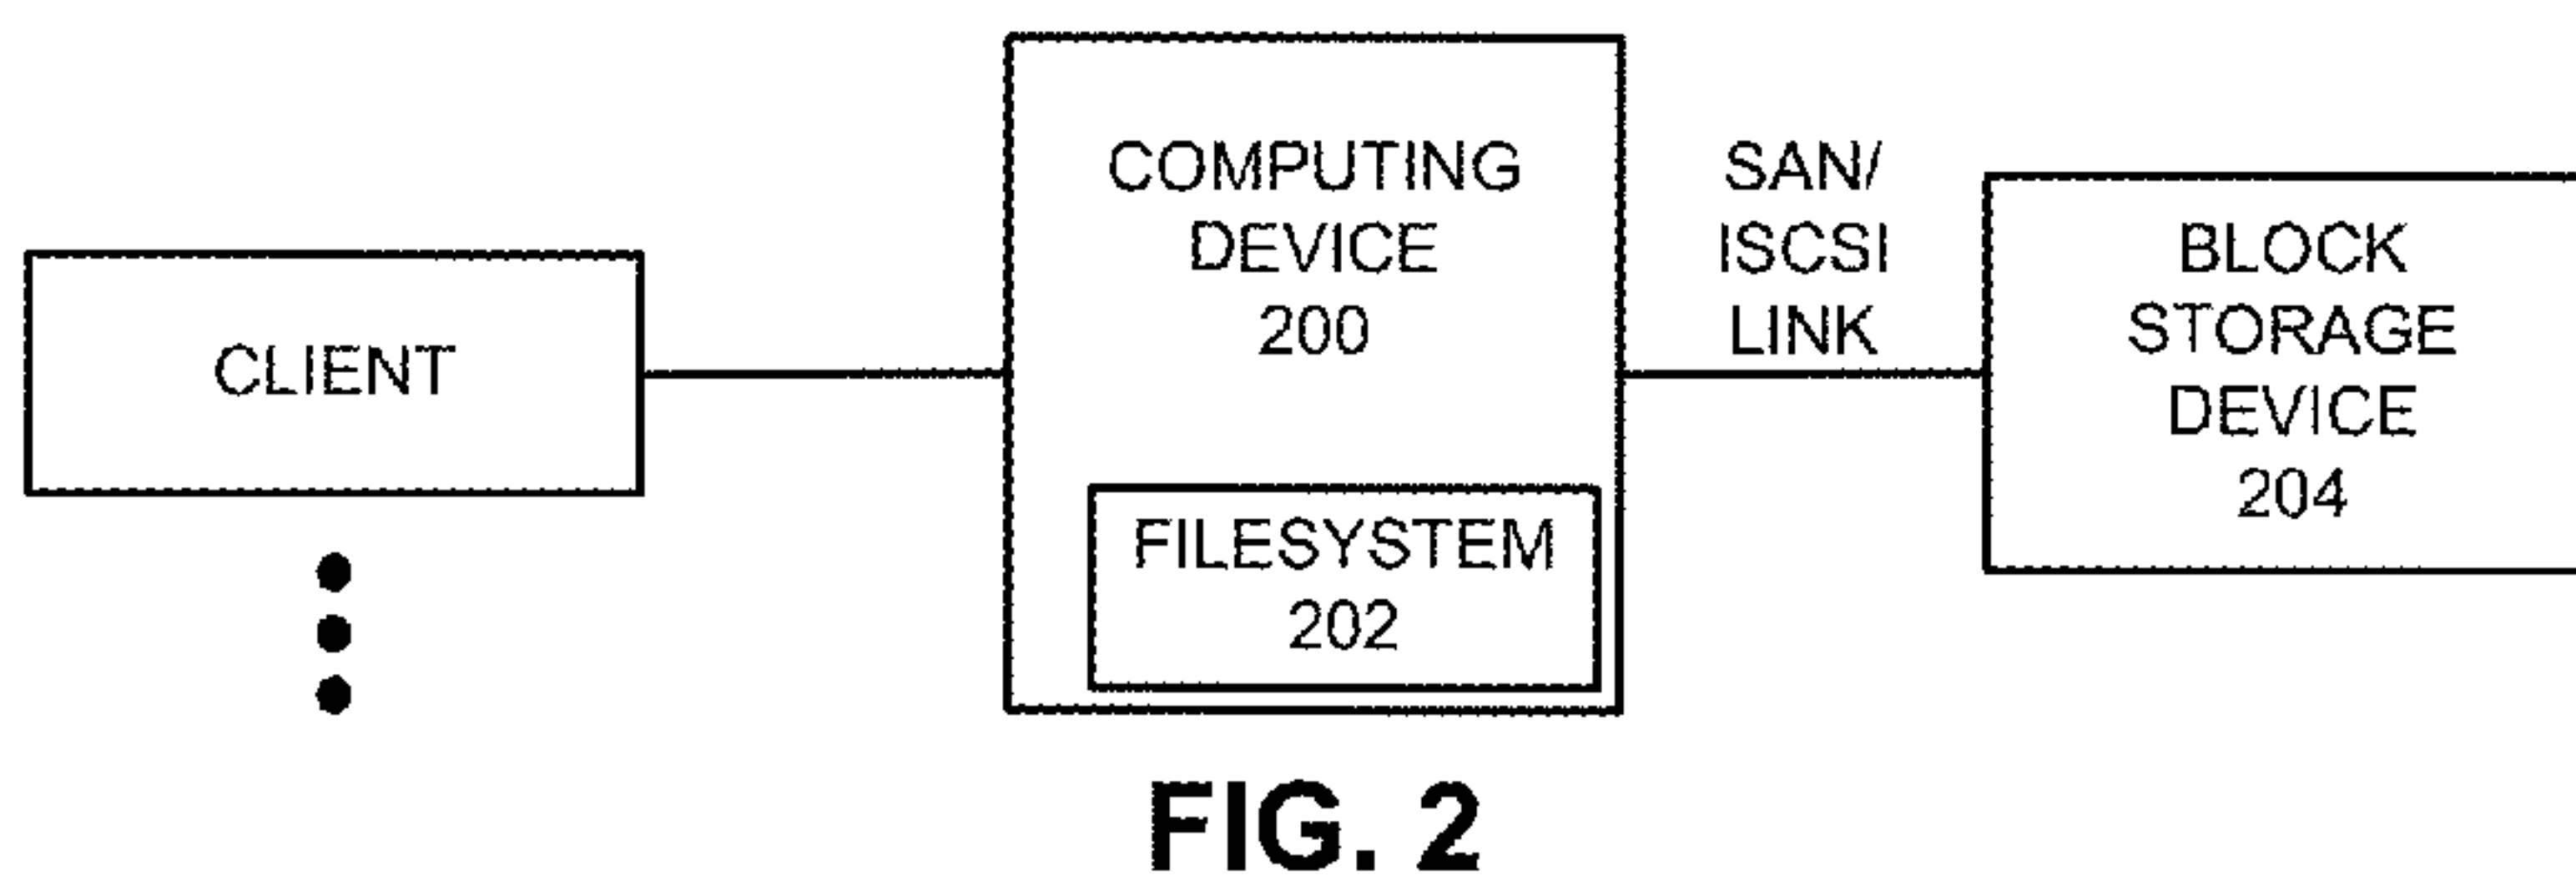 CLIENT
COMPUTING
DEVICE
200
FILESYSTEM
202
SAN/
ISCSI
LINK
BLOCK
STORAGE
DEVICE
204
FIG. 2